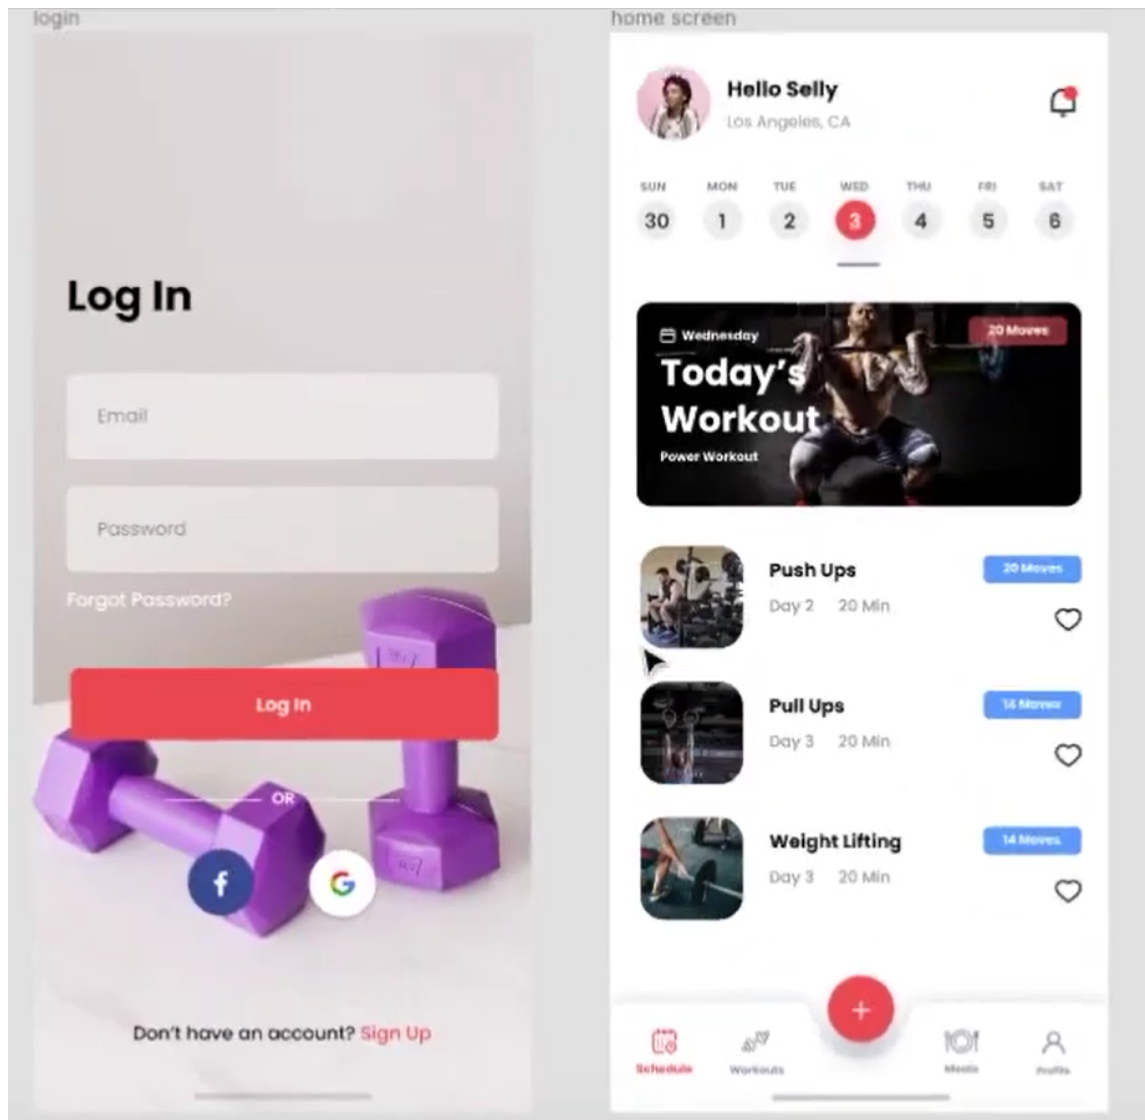 login
Log In
Email
Password
Forgot Password?
Log In
OR
Don't have an account? Sign Up
home screen
Hello Selly
Los Angeles, CA
SUN MON TUE WED THU FRI SAT
30 1 2 3 4 5 6
Wednesday
20 Moves
Today's
Workout
Power Workout
Push Ups
20 Moves
Day 2 20 Min
Pull Ups
14 Moves
Day 3 20 Min
Weight Lifting
14 Moves
Day 3 20 Min
+
Schedule Workouts Meals Profile